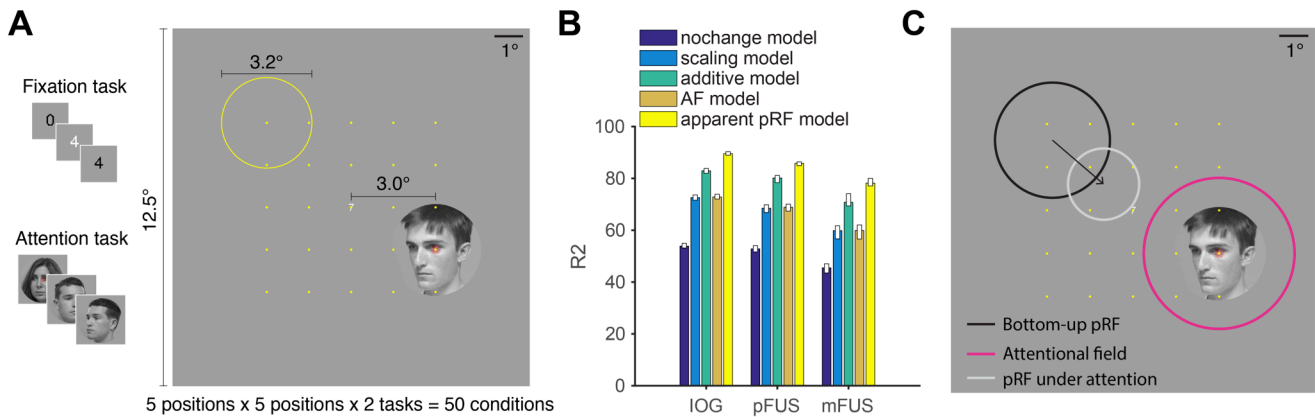 A
Fixation task
0
4
4
Attention task
12.5°
1°
3.2°
3.0°
7
5 positions x 5 positions x 2 tasks = 50 conditions
B
nochange model
scaling model
additive model
AF model
apparent pRF model
100
80
60
40
20
0
R2
IOG
pFUS
mFUS
C
1°
7
Bottom-up pRF
Attentional field
pRF under attention